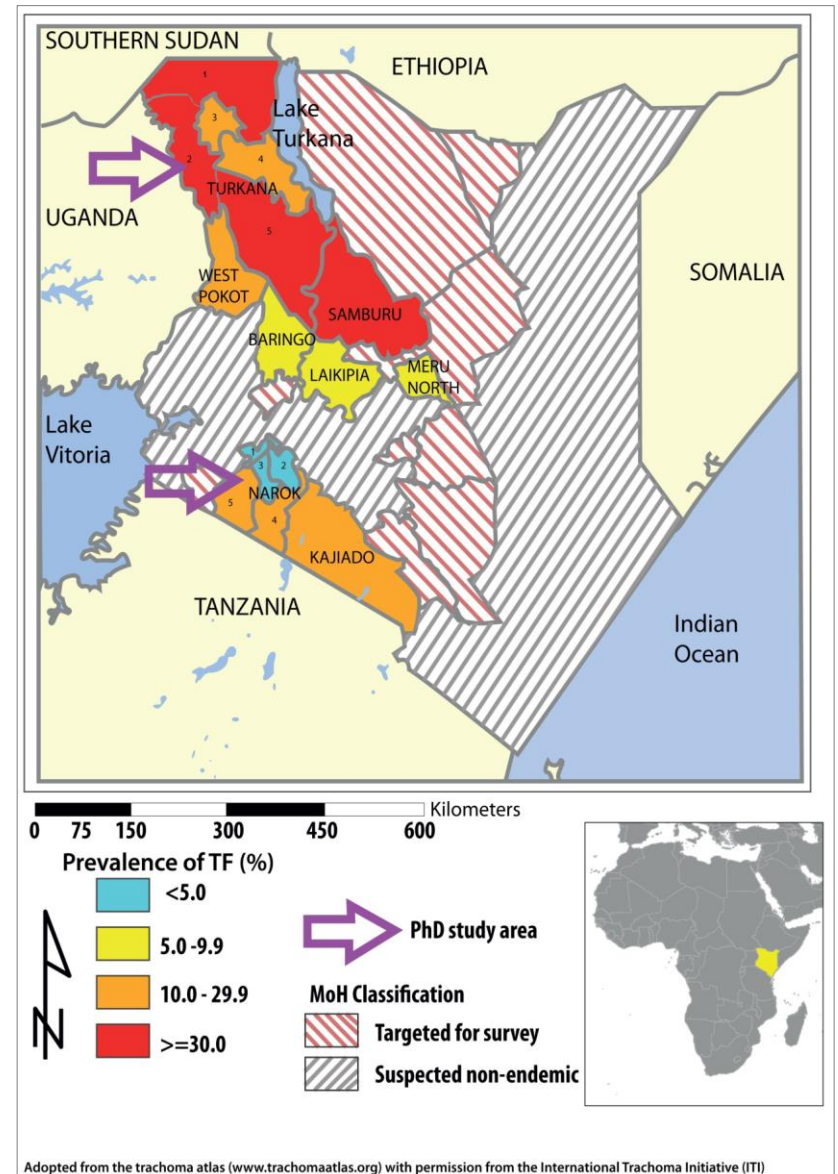 SOUTHERN SUDAN
ETHIOPIA
1
Lake
Turkana
3
2
4
TURKANA
UGANDA
5
SOMALIA
WEST
POKOT
SAMBURU
BARINGO
LAIKIPIA
MERU
NORTH
Lake
Vitoria
1
3
2
NAROK
5
4
KAJIADO
TANZANIA
Indian
Ocean
Kilometers
0 75 150 300 450 600
Prevalence of TF (%)
<5.0
5.0 -9.9
10.0 - 29.9
>=30.0
N
PhD study area
MoH Classification
Targeted for survey
Suspected non-endemic
Adopted from the trachoma atlas (www.trachomaatlas.org) with permission from the International Trachoma Initiative (ITI)